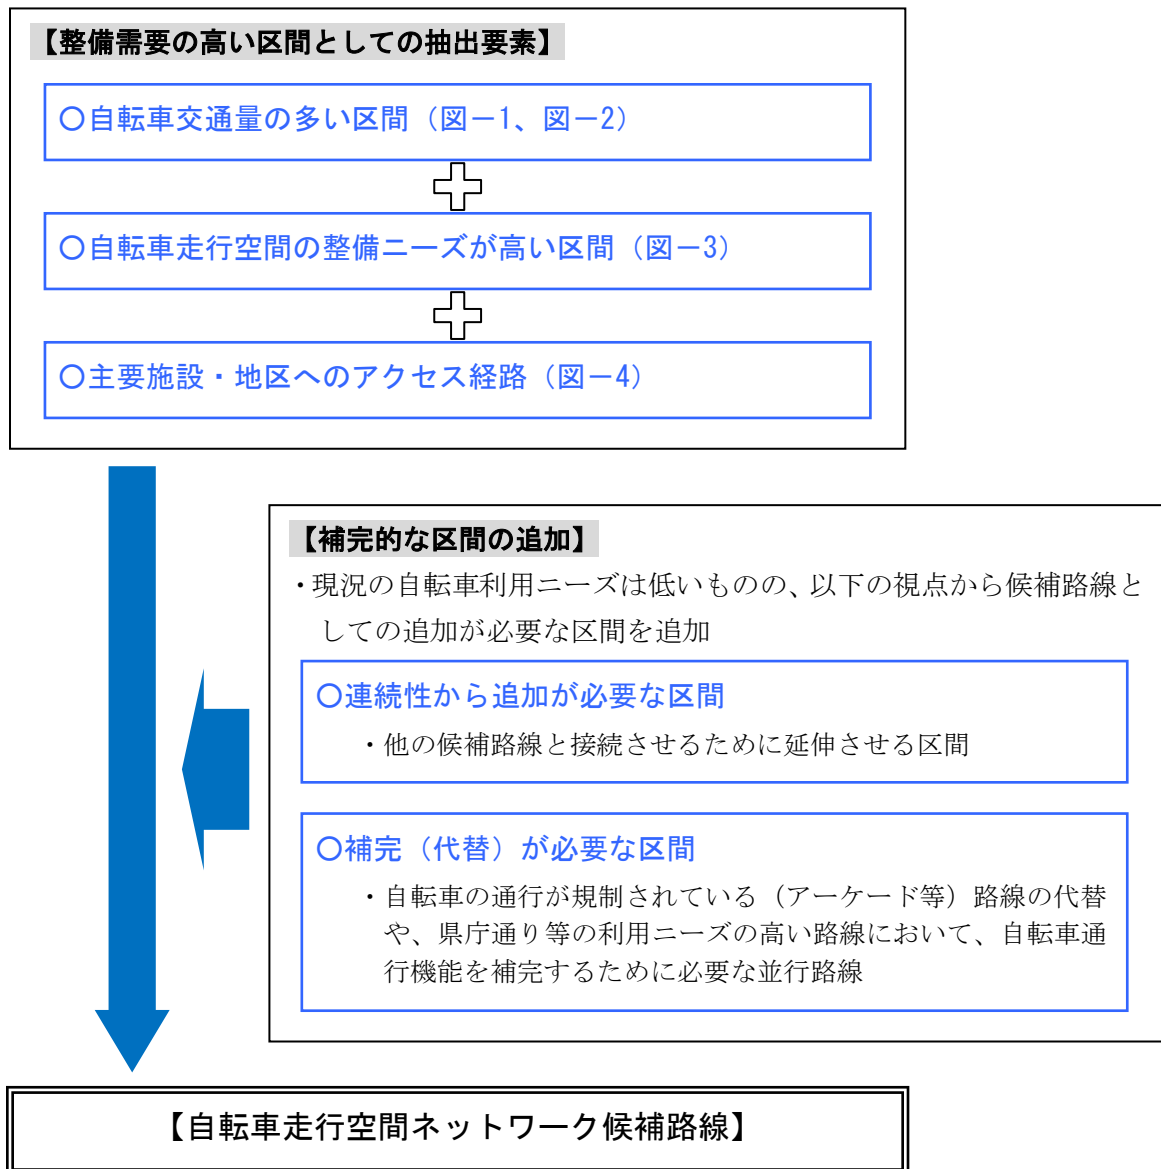 【整備需要の高い区間としての抽出要素】
〇自転車交通量の多い区間（図－1、図－2）
〇自転車走行空間の整備ニーズが高い区間（図－3）
〇主要施設・地区へのアクセス経路（図－4）
【補完的な区間の追加】
・現況の自転車利用ニーズは低いものの、以下の視点から候補路線と
しての追加が必要な区間を追加
〇連続性から追加が必要な区間
・他の候補路線と接続させるために延伸させる区間
〇補完（代替）が必要な区間
・自転車の通行が規制されている（アーケード等）路線の代替
や、県庁通り等の利用ニーズの高い路線において、自転車通
行機能を補完するために必要な並行路線
【自転車走行空間ネットワーク候補路線】